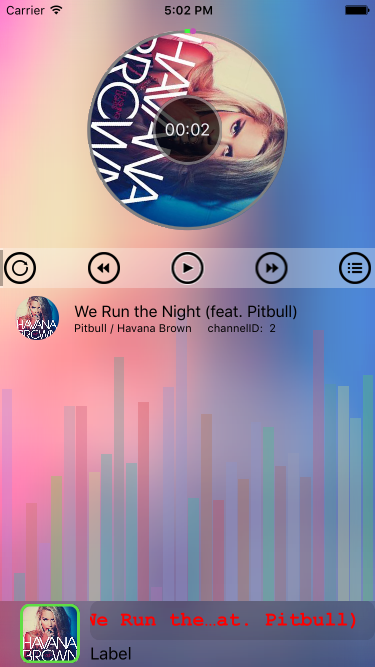 Carrier 5:02 PM
HAVANA
BROWN
00:02
We Run the Night (feat. Pitbull)
HAVANA
BROWN
Pitbull / Havana Brown channelID: 2
We Run the…at. Pitbull)
HAVANA
BROWN
Label